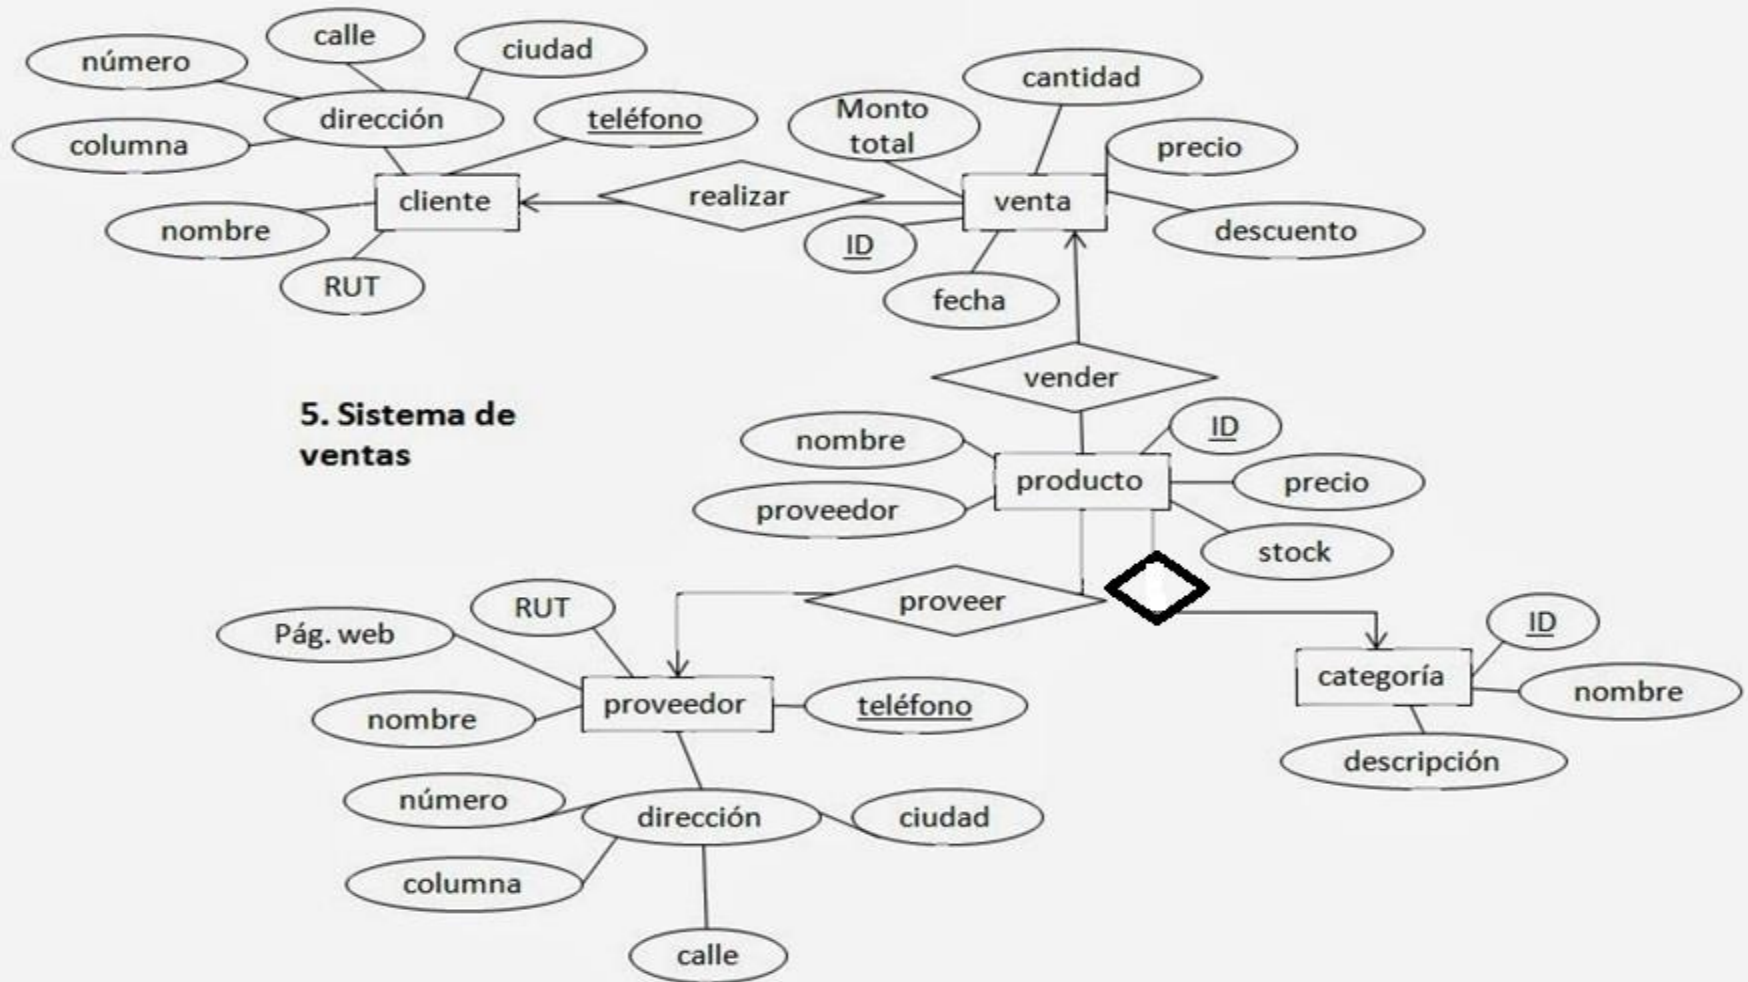 calle
ciudad
número
dirección
teléfono
columna
cliente
nombre
RUT
realizar
Monto
total
cantidad
precio
venta
descuento
ID
fecha
vender
5. Sistema de
ventas
nombre
ID
producto
precio
proveedor
stock
proveer
RUT
Pág. web
proveedor
nombre
teléfono
ID
categoría
nombre
descripción
número
dirección
ciudad
columna
calle